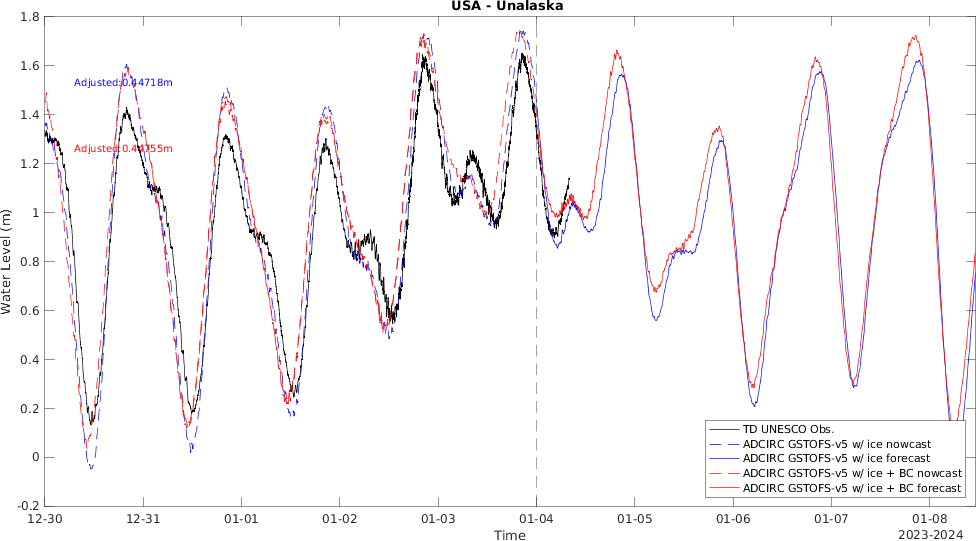 USA - Unalaska
1.8
1.6
1.4
1.2
1
0.8
0.6
0.4
0.2
0
-0.2
Water Level (m)
Adjusted:0.44718m
Adjusted:0.44755m
TD UNESCO Obs.
ADCIRC GSTOFS-v5 w/ ice nowcast
ADCIRC GSTOFS-v5 w/ ice forecast
ADCIRC GSTOFS-v5 w/ice + BC nowcast
ADCIRC GSTOFS-v5 w/ice + BC forecast
12-30 12-31 01-01 01-02 01-03 01-04 01-05 01-06 01-07 01-08
Time
2023-2024